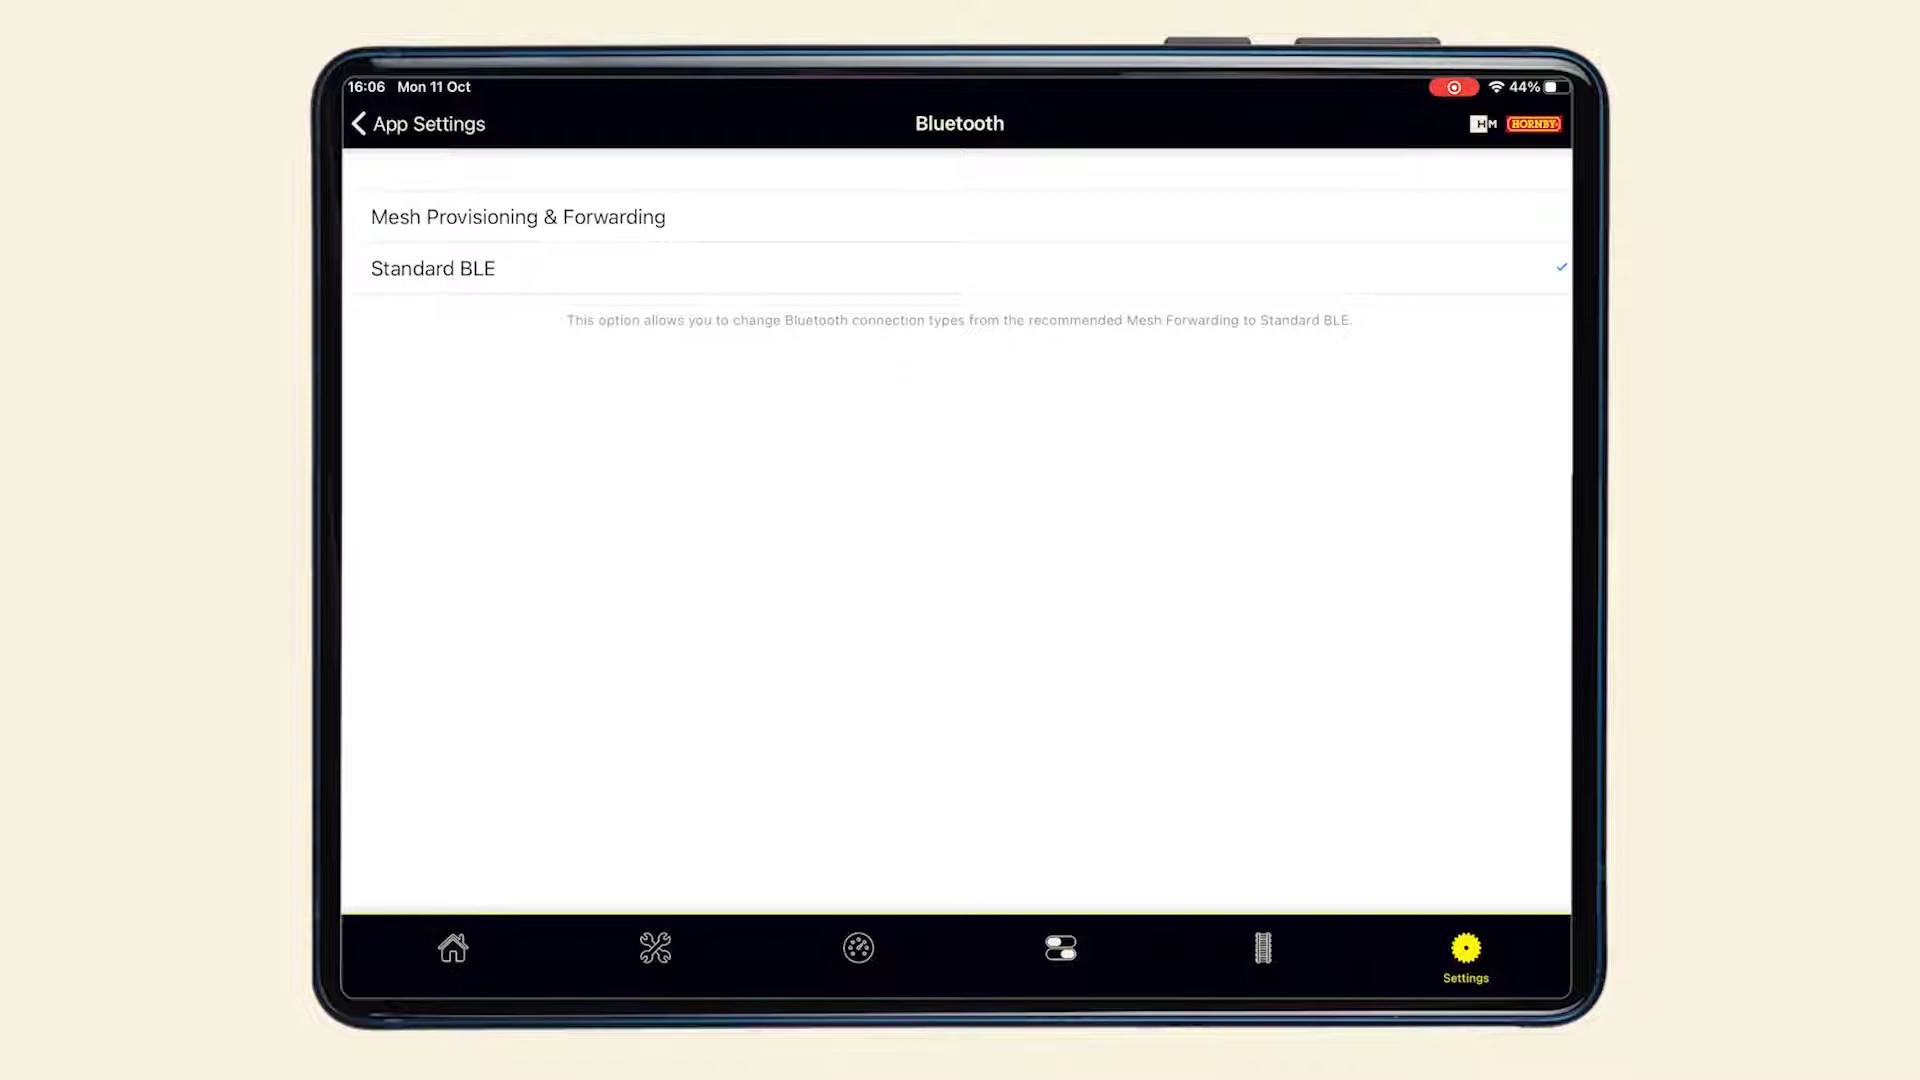 16:06 Mon 11 Oct
44%
App Settings
Bluetooth
HM
HORNBY
Mesh Provisioning & Forwarding
Standard BLE
This option allows you to change Bluetooth connection types from the recommended Mesh Forwarding to Standard BLE.
Settings